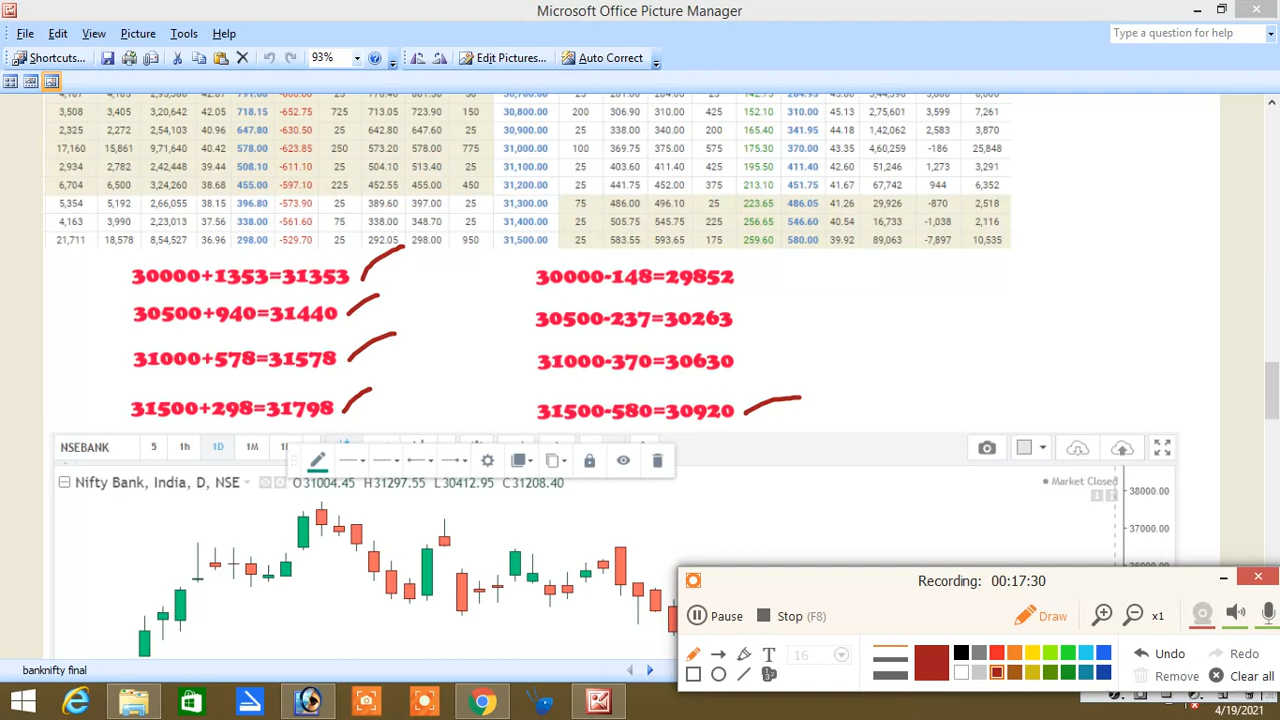 Microsoft Office Picture Manager
File Edit View Picture Tools Help
Type a question for help
Shortcuts... 93% Edit Pictures... Auto Correct
3,508 3,405 3,20,642 42.05 718.15 -652.75 725 713.05 723.90 150 30,800.00 200 306.90 310.00 425 152.10 310.00 45.13 2,75,601 3,599 7,261
2,325 2,272 2,54,103 40.96 647.80 -630.50 25 642.80 647.60 25 30,900.00 25 338.00 340.00 200 165.40 341.95 44.18 1,42,062 2,583 3,870
17,160 15,861 9,71,640 40.42 578.00 -623.85 250 573.20 578.00 775 31,000.00 100 369.75 375.00 575 175.30 370.00 43.35 4,60,259 -186 25,848
2,934 2,782 2,42,448 39.44 508.10 -611.10 25 504.10 513.40 25 31,100.00 25 403.60 411.40 425 195.50 411.40 42.60 51,246 1,273 3,291
6,704 6,500 3,24,260 38.68 455.00 -597.10 225 452.55 455.00 450 31,200.00 25 441.75 452.00 375 213.10 451.75 41.67 67,742 944 6,352
5,354 5,192 2,66,055 38.15 396.80 -573.90 25 389.60 397.00 25 31,300.00 75 486.00 496.10 25 223.65 486.05 41.26 29,926 -870 2,518
4,163 3,990 2,23,013 37.56 338.00 -561.60 75 338.00 348.70 25 31,400.00 25 505.75 545.75 225 256.65 546.60 40.54 16,733 -1,038 2,116
21,711 18,575 8,54,527 36.96 298.00 -529.70 25 292.05 298.00 950 31,500.00 25 583.55 593.65 175 259.60 580.00 39.92 89,063 -7,897 10,535
30000+1353=31353 30000-148=29852
30500+940=31440 30500-237=30263
31000+578=31578 31000-370=30630
31500+298=31798 31500-580=30920
NSEBANK 5 1h 1D 1M
Nifty Bank, India, D, NSE O31004.45 H31297.55 L30412.95 C31208.40
Market Closed
38000.00
37000.00
Recording: 00:17:30
Pause Stop (F8) Draw x1
T 16 Undo Redo
Remove Clear all
banknifty final
4/19/2021